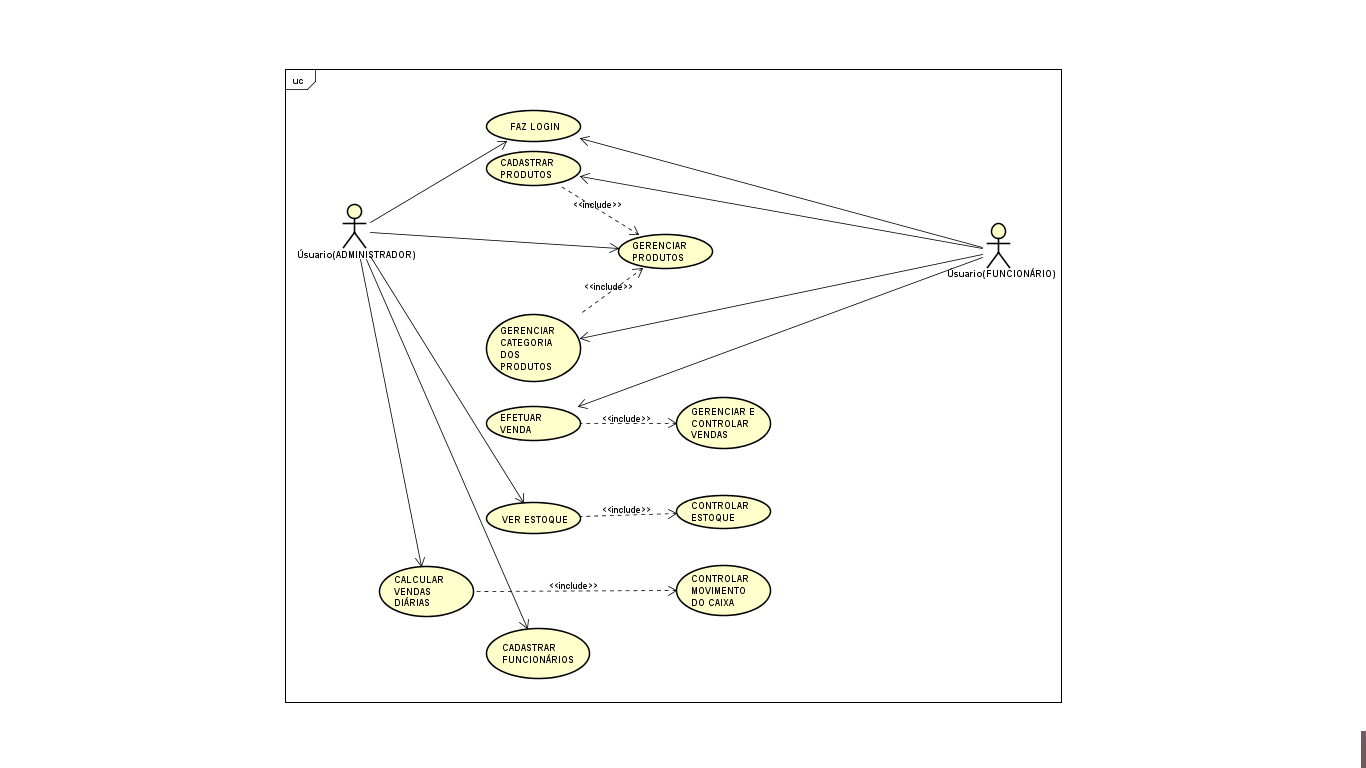 uc
FAZ LOGIN
CADASTRAR
PRODUTOS
<<include>>
GERENCIAR
PRODUTOS
Úsuario(ADMINISTRADOR)
Úsuario(FUNCIONÁRIO)
<<include>>
GERENCIAR
CATEGORIA
DOS
PRODUTOS
EFETUAR
VENDA
<<include>>
GERENCIAR E
CONTROLAR
VENDAS
VER ESTOQUE
<<include>>
CONTROLAR
ESTOQUE
CALCULAR
VENDAS
DIÁRIAS
<<include>>
CONTROLAR
MOVIMENTO
DO CAIXA
CADASTRAR
FUNCIONÁRIOS